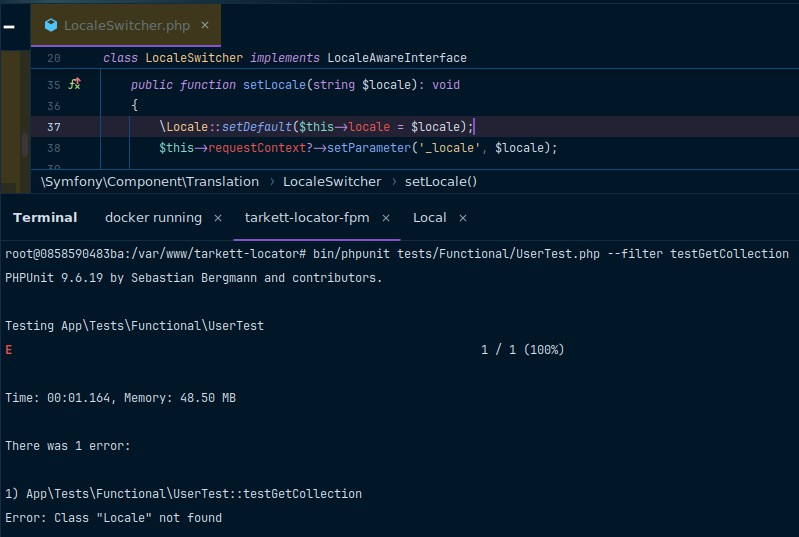 LocaleSwitcher.php ×
20 class LocaleSwitcher implements LocaleAwareInterface
35 public function setLocale(string $locale): void
36 {
37 \Locale::setDefault($this→locale = $locale);
38 $this→requestContext?→setParameter('_locale', $locale);
\Symfony\Component\Translation › LocaleSwitcher › setLocale()
Terminal docker running × tarkett-locator-fpm × Local ×
root@0858590483ba:/var/www/tarkett-locator# bin/phpunit tests/Functional/UserTest.php --filter testGetCollection
PHPUnit 9.6.19 by Sebastian Bergmann and contributors.
Testing App\Tests\Functional\UserTest
E 1 / 1 (100%)
Time: 00:01.164, Memory: 48.50 MB
There was 1 error:
1) App\Tests\Functional\UserTest::testGetCollection
Error: Class "Locale" not found